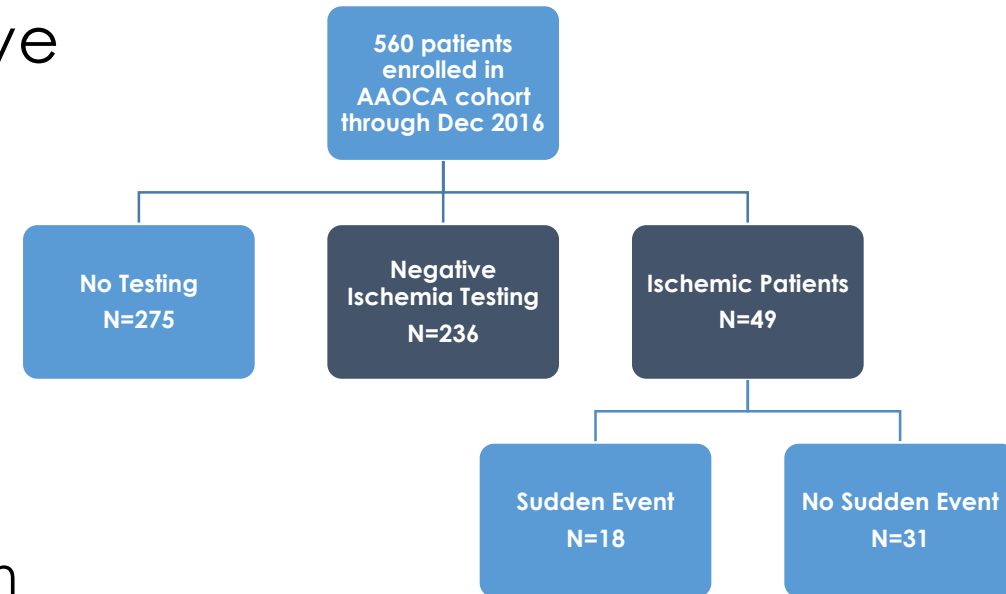 560 patients
enrolled in
AAOCA cohort
through Dec 2016
No Testing
N=275
Negative
Ischemia Testing
N=236
Ischemic Patients
N=49
Sudden Event
N=18
No Sudden Event
N=31